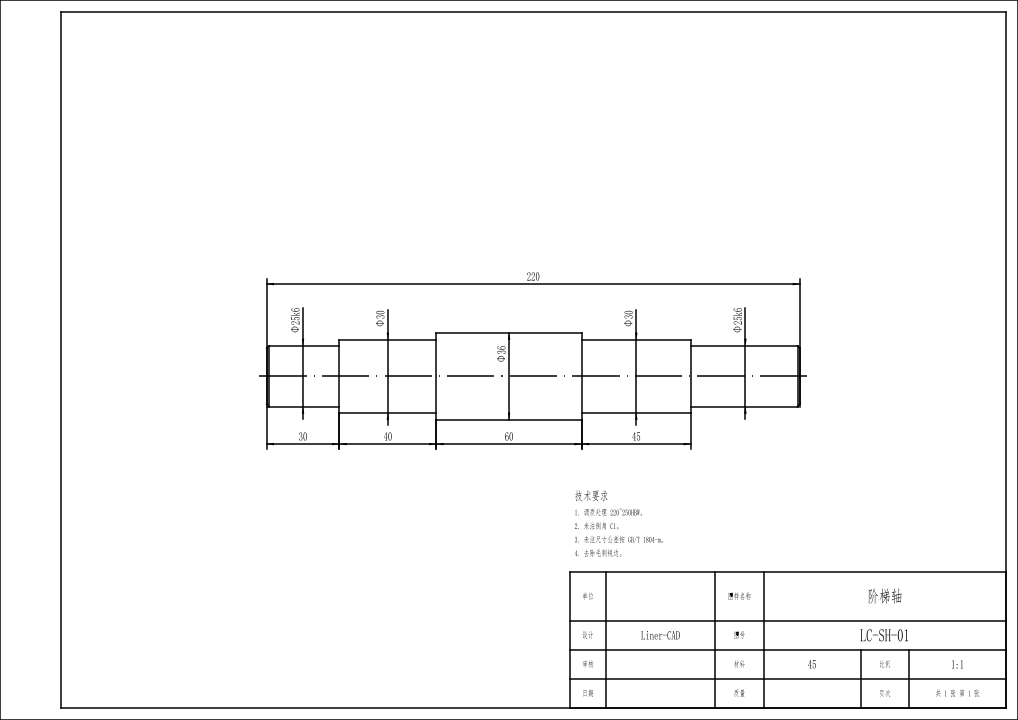 220
Φ25k6
Φ30
Φ36
Φ30
Φ25k6
30
40
60
45
技术要求
1. 调质处理 220~250HBW。
2. 未注倒角 C1。
3. 未注尺寸公差按 GB/T 1804-m。
4. 去除毛刺锐边。
单位 名称 阶梯轴
设计 Liner-CAD 图号 LC-SH-01
审核 材料 45 比例 1:1
日期 质量 页次 共 1 张 第 1 张